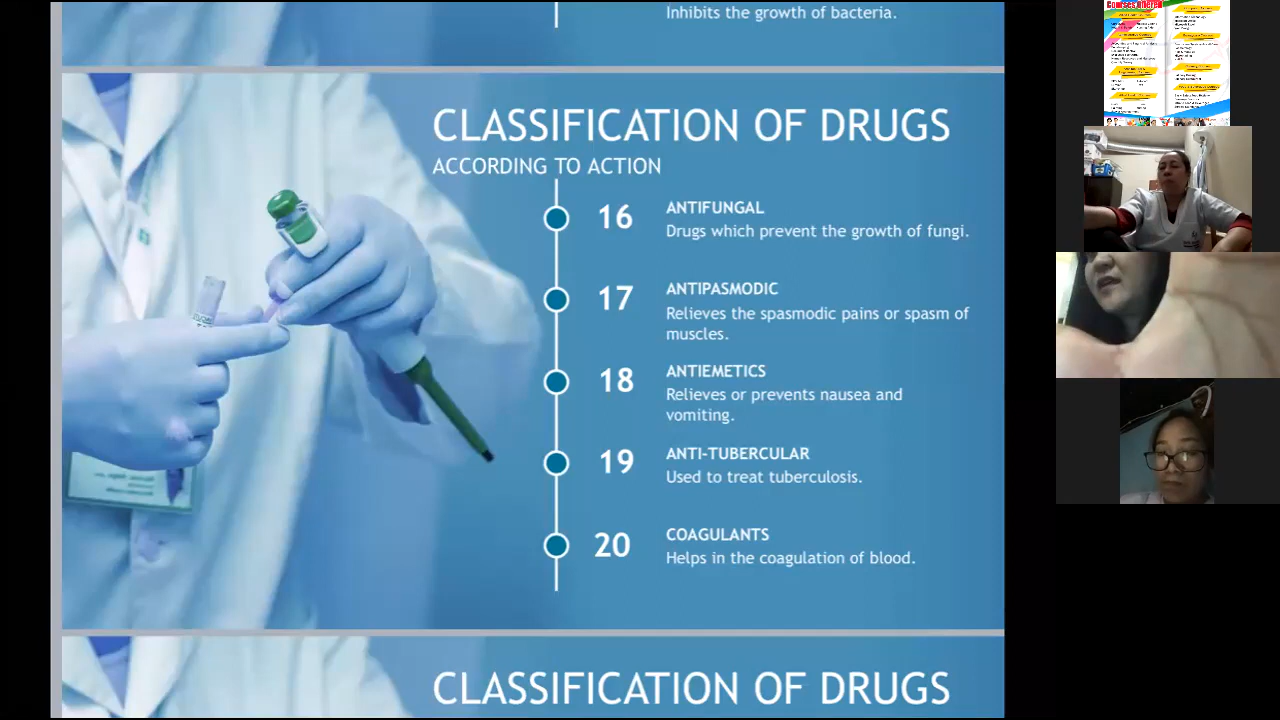 Inhibits the growth of bacteria.
CLASSIFICATION OF DRUGS
ACCORDING TO ACTION
16
ANTIFUNGAL
Drugs which prevent the growth of fungi.
17
ANTIPASMODIC
Relieves the spasmodic pains or spasm of
muscles.
18
ANTIEMETICS
Relieves or prevents nausea and
vomiting.
19
ANTI-TUBERCULAR
Used to treat tuberculosis.
20
COAGULANTS
Helps in the coagulation of blood.
CLASSIFICATION OF DRUGS
Courses Offered